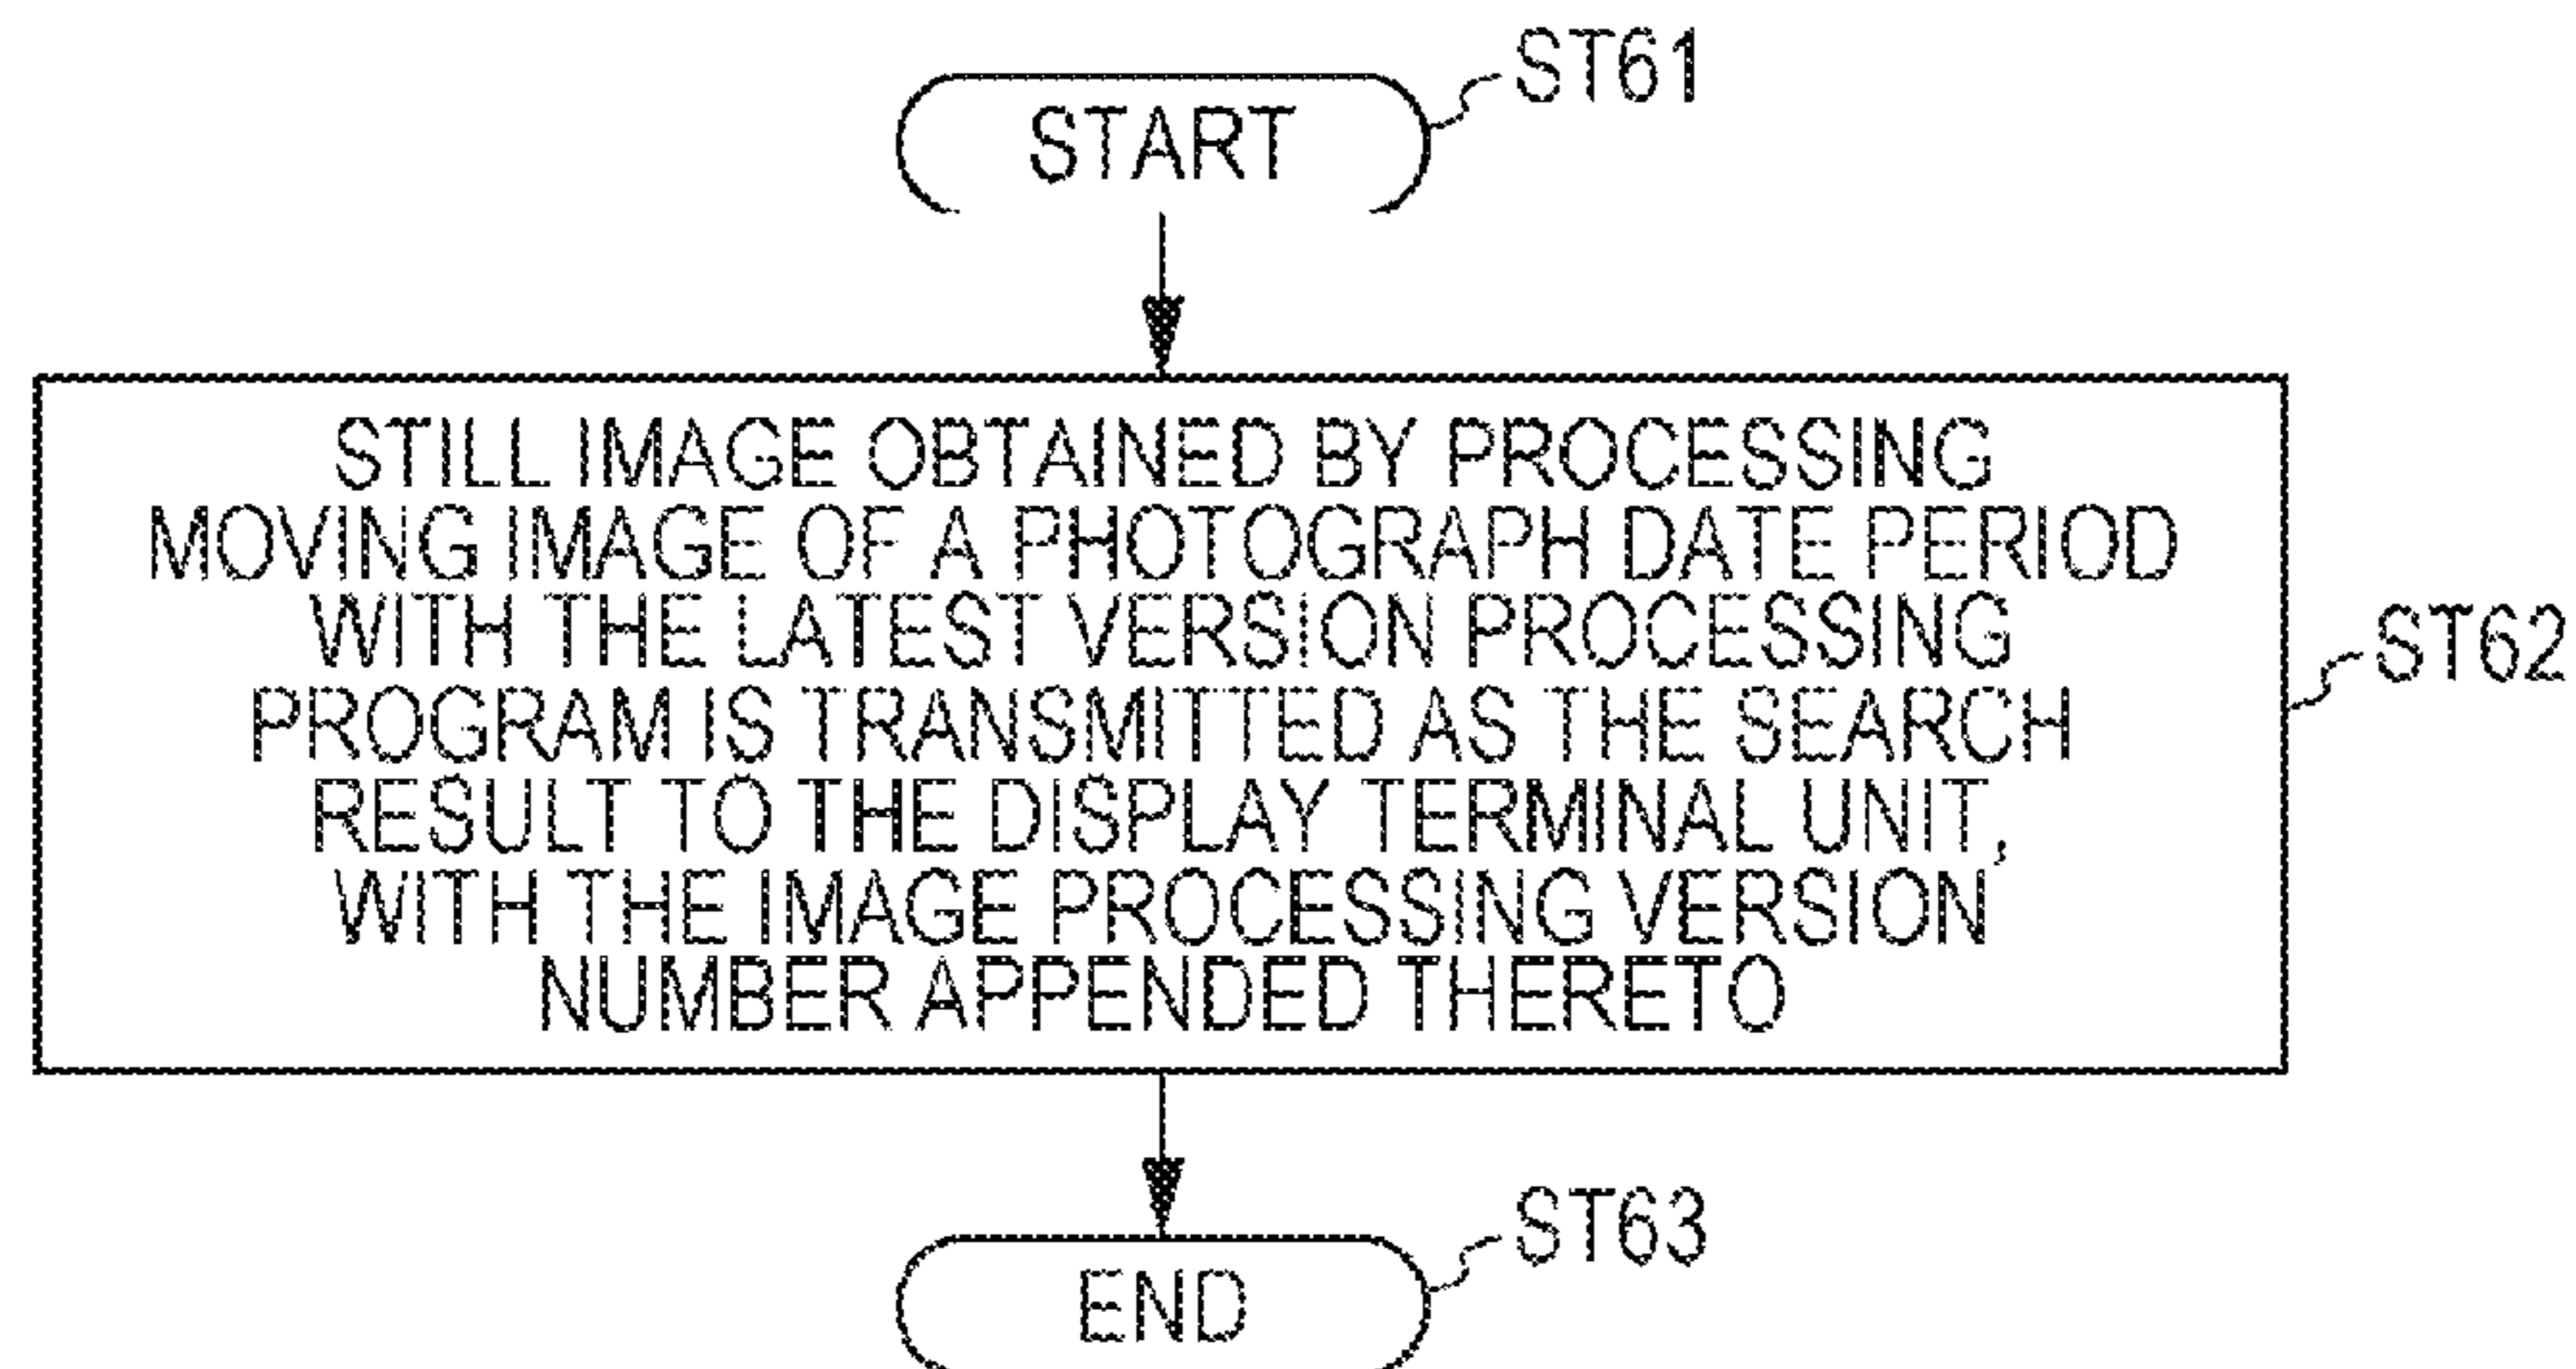 START
ST61
STILL IMAGE OBTAINED BY PROCESSING
MOVING IMAGE OF A PHOTOGRAPH DATE PERIOD
WITH THE LATEST VERSION PROCESSING
PROGRAM IS TRANSMITTED AS THE SEARCH
RESULT TO THE DISPLAY TERMINAL UNIT,
WITH THE IMAGE PROCESSING VERSION
NUMBER APPENDED THERETO
ST62
END
ST63